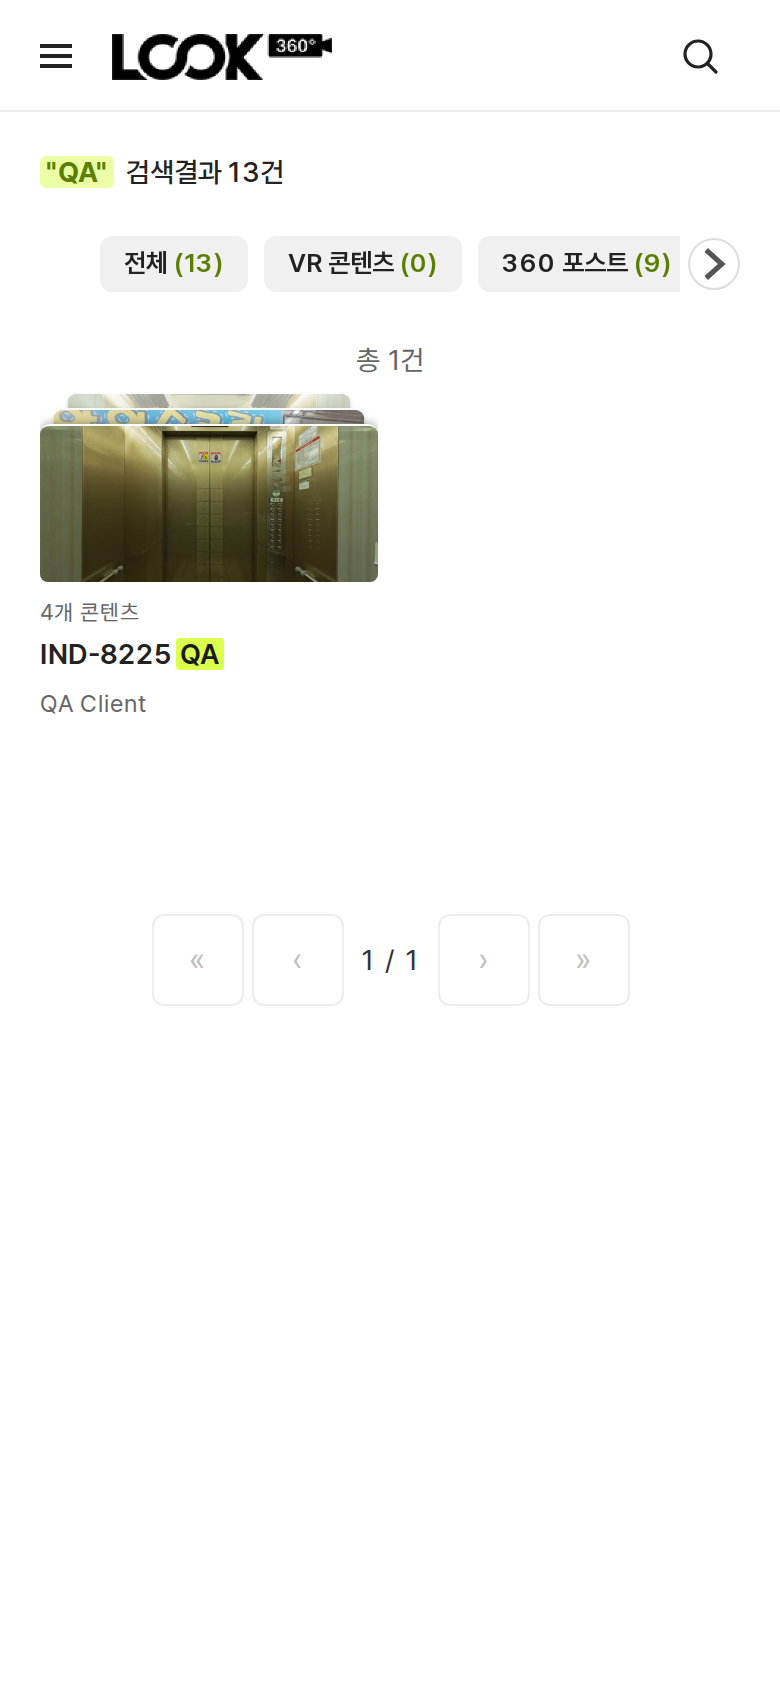 LOOK 360°
"QA" 검색결과 13건
전체 (13) VR 콘텐츠 (0) 360 포스트 (9)
총 1건
4개 콘텐츠
IND-8225 QA
QA Client
« ‹ 1 / 1 › »